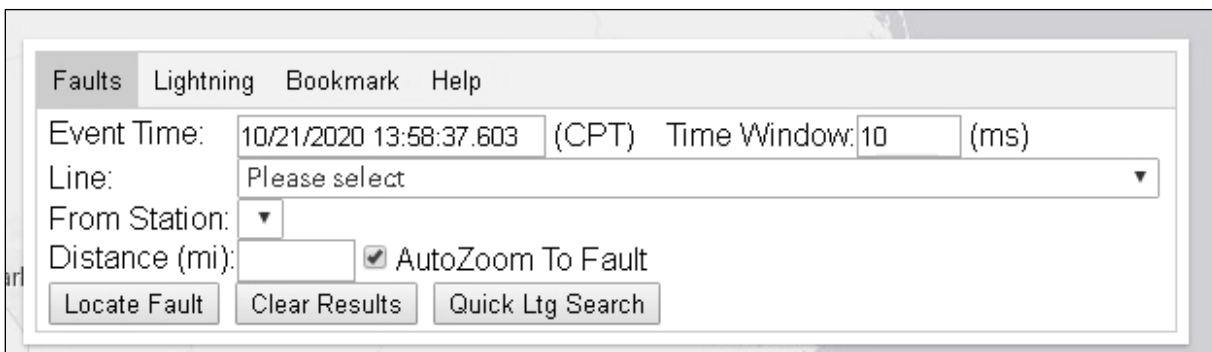 Faults Lightning Bookmark Help
Event Time: 10/21/2020 13:58:37.603 (CPT) Time Window: 10 (ms)
Line: Please select
From Station:
Distance (mi): AutoZoom To Fault
Locate Fault Clear Results Quick Ltg Search